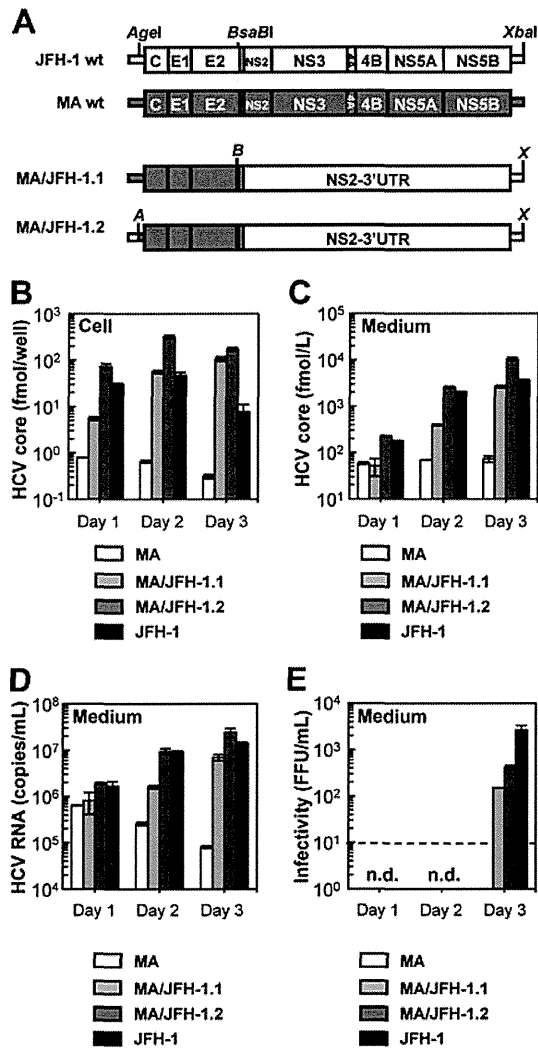 A
AgeI BsaBI XbaI
JFH-1 wt C E1 E2 NS2 NS3 4B NS5A NS5B
MA wt C E1 E2 NS2 NS3 4B NS5A NS5B
B X
MA/JFH-1.1 NS2-3'UTR
A X
MA/JFH-1.2 NS2-3'UTR
B
Cell
HCV core (fmol/well)
10³
10²
10¹
10⁰
10⁻¹
Day 1 Day 2 Day 3
MA
MA/JFH-1.1
MA/JFH-1.2
JFH-1
C
Medium
HCV core (fmol/L)
10⁵
10⁴
10³
10²
10¹
Day 1 Day 2 Day 3
MA
MA/JFH-1.1
MA/JFH-1.2
JFH-1
D
Medium
HCV RNA (copies/mL)
10⁸
10⁷
10⁶
10⁵
10⁴
Day 1 Day 2 Day 3
MA
MA/JFH-1.1
MA/JFH-1.2
JFH-1
E
Medium
Infectivity (FFU/mL)
10⁴
10³
10²
10¹
10⁰
n.d. n.d.
Day 1 Day 2 Day 3
MA
MA/JFH-1.1
MA/JFH-1.2
JFH-1